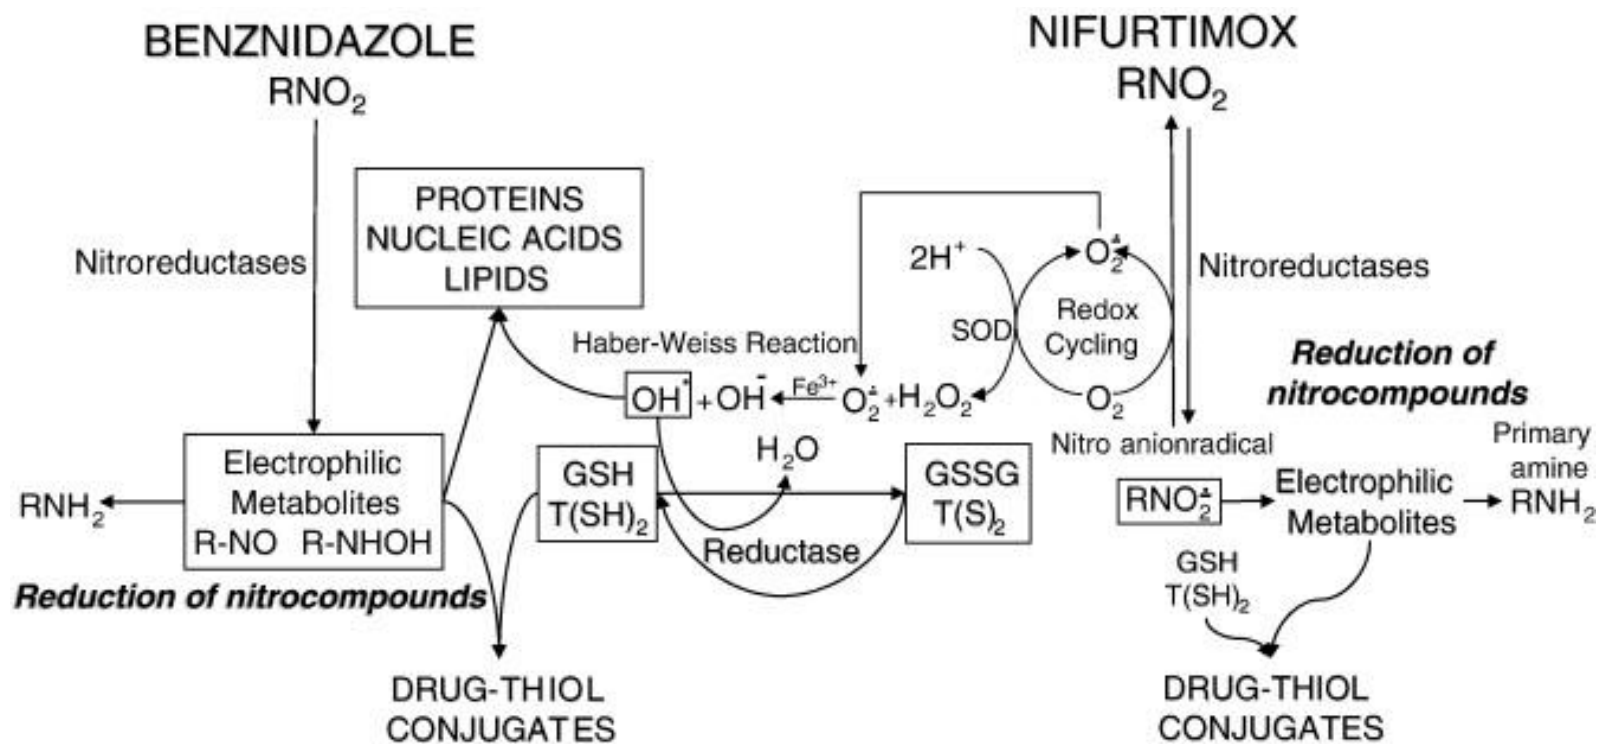 BENZNIDAZOLE
RNO₂
NIFURTIMOX
RNO₂
Nitroreductases
PROTEINS
NUCLEIC ACIDS
LIPIDS
2H⁺
O₂∸
SOD
Redox
Cycling
O₂
Nitroreductases
Haber-Weiss Reaction
OH• + OH⁻
Fe³⁺
O₂∸ + H₂O₂
Reduction of
nitrocompounds
Electrophilic
Metabolites
R-NO R-NHOH
RNH₂
Reduction of nitrocompounds
GSH
T(SH)₂
H₂O
Reductase
GSSG
T(S)₂
Nitro anionradical
RNO₂∸
Electrophilic
Metabolites
Primary
amine
RNH₂
GSH
T(SH)₂
DRUG-THIOL
CONJUGATES
DRUG-THIOL
CONJUGATES